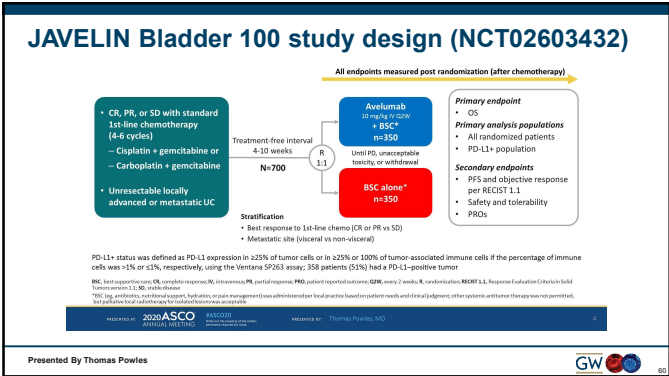 JAVELIN Bladder 100 study design (NCT02603432)
All endpoints measured post randomization (after chemotherapy)
• CR, PR, or SD with standard
1st-line chemotherapy
(4-6 cycles)
– Cisplatin + gemcitabine or
– Carboplatin + gemcitabine
• Unresectable locally
advanced or metastatic UC
Treatment-free interval
4-10 weeks
N=700
R
1:1
Avelumab
10 mg/kg IV Q2W
+ BSC*
n=350
Until PD, unacceptable
toxicity, or withdrawal
BSC alone*
n=350
Primary endpoint
• OS
Primary analysis populations
• All randomized patients
• PD-L1+ population
Secondary endpoints
• PFS and objective response
per RECIST 1.1
• Safety and tolerability
• PROs
Stratification
• Best response to 1st-line chemo (CR or PR vs SD)
• Metastatic site (visceral vs non-visceral)
PD-L1+ status was defined as PD-L1 expression in ≥25% of tumor cells or in ≥25% or 100% of tumor-associated immune cells if the percentage of immune
cells was >1% or ≤1%, respectively, using the Ventana SP263 assay; 358 patients (51%) had a PD-L1–positive tumor
BSC, best supportive care; CR, complete response; IV, intravenous; PR, partial response; PRO, patient reported outcome; Q2W, every 2 weeks; R, randomization; RECIST 1.1, Response Evaluation Criteria in Solid
Tumors version 1.1; SD, stable disease
*BSC (eg, antibiotics, nutritional support, hydration, or pain management) was administered per local practice based on patient needs and clinical judgment; other systemic antitumor therapy was not permitted,
but palliative local radiotherapy for isolated lesions was acceptable
PRESENTED AT: 2020 ASCO
ANNUAL MEETING
#ASCO20
PRESENTED BY: Thomas Powles, MD
4
Presented By Thomas Powles
GW
60